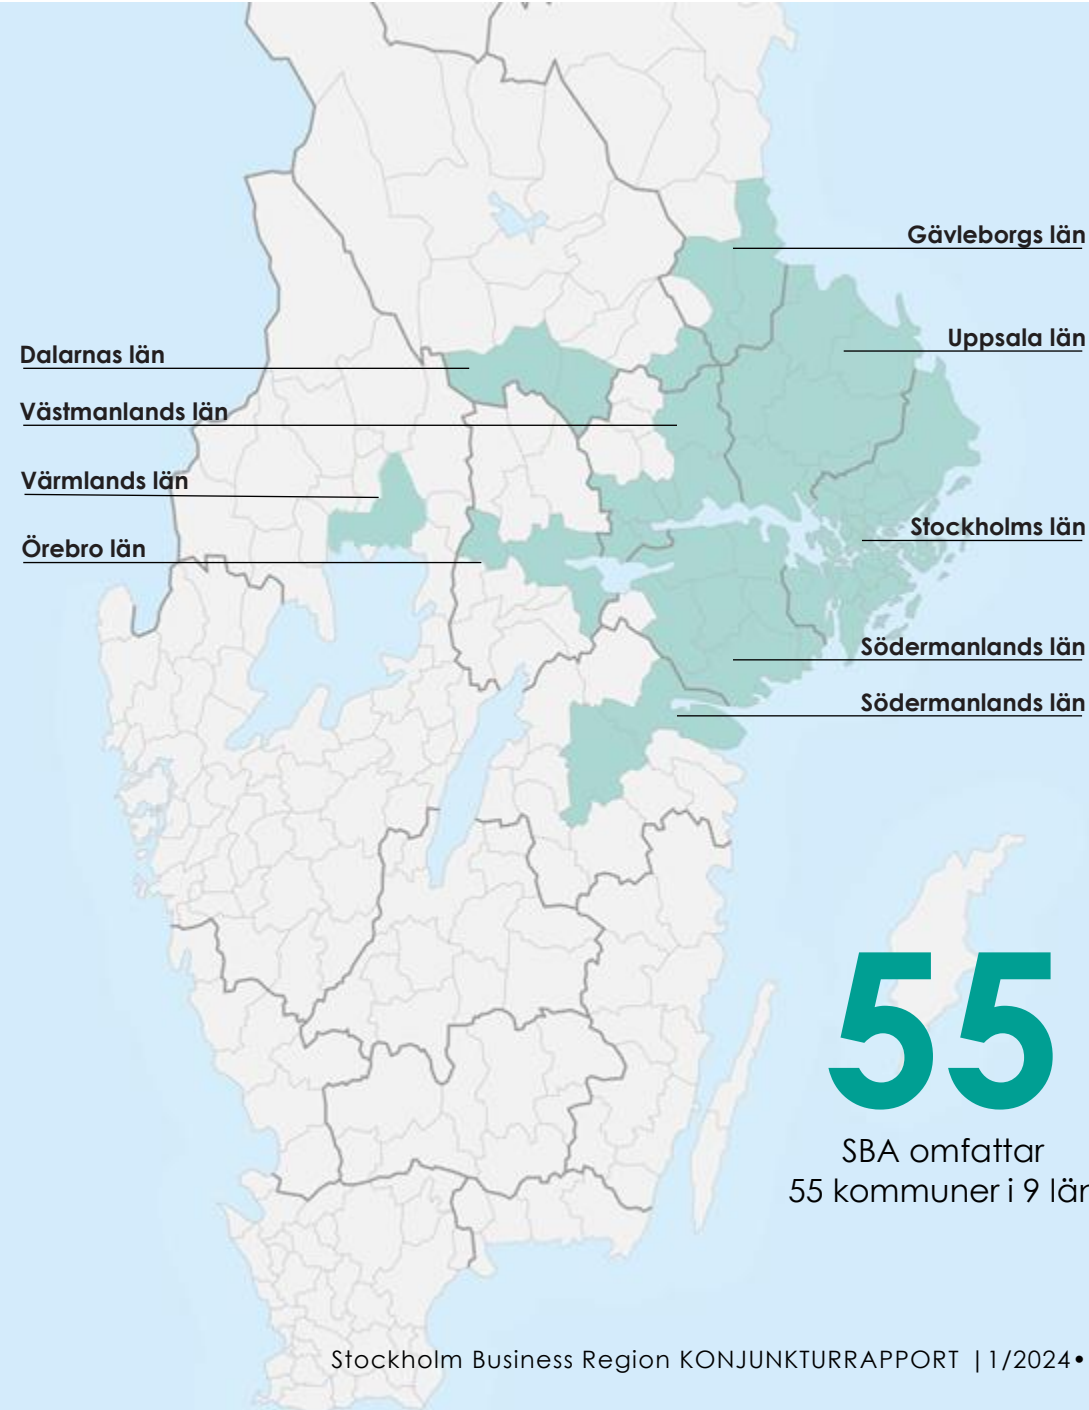 Gävleborgs län
Uppsala län
Dalarnas län
Västmanlands län
Värmlands län
Stockholms län
Örebro län
Södermanlands län
Södermanlands län
55
SBA omfattar
55 kommuner i 9 län
Stockholm Business Region KONJUNKTURRAPPORT |1/2024•